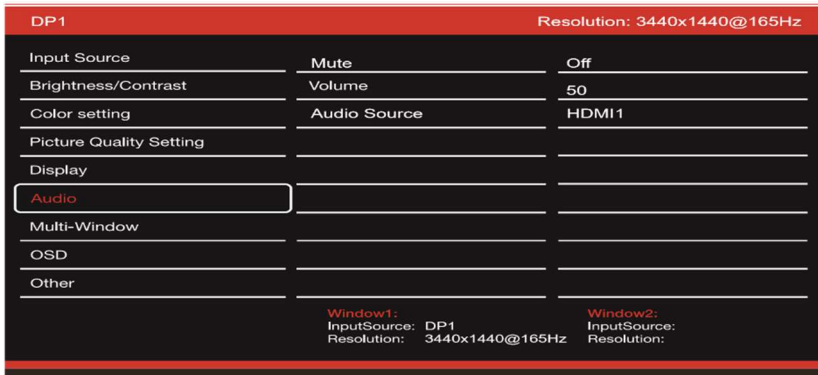 DP1 Resolution: 3440x1440@165Hz
Input Source Mute Off
Brightness/Contrast Volume 50
Color setting Audio Source HDMI1
Picture Quality Setting
Display
Audio
Multi-Window
OSD
Other
Window1: Window2:
InputSource: DP1 InputSource:
Resolution: 3440x1440@165Hz Resolution: